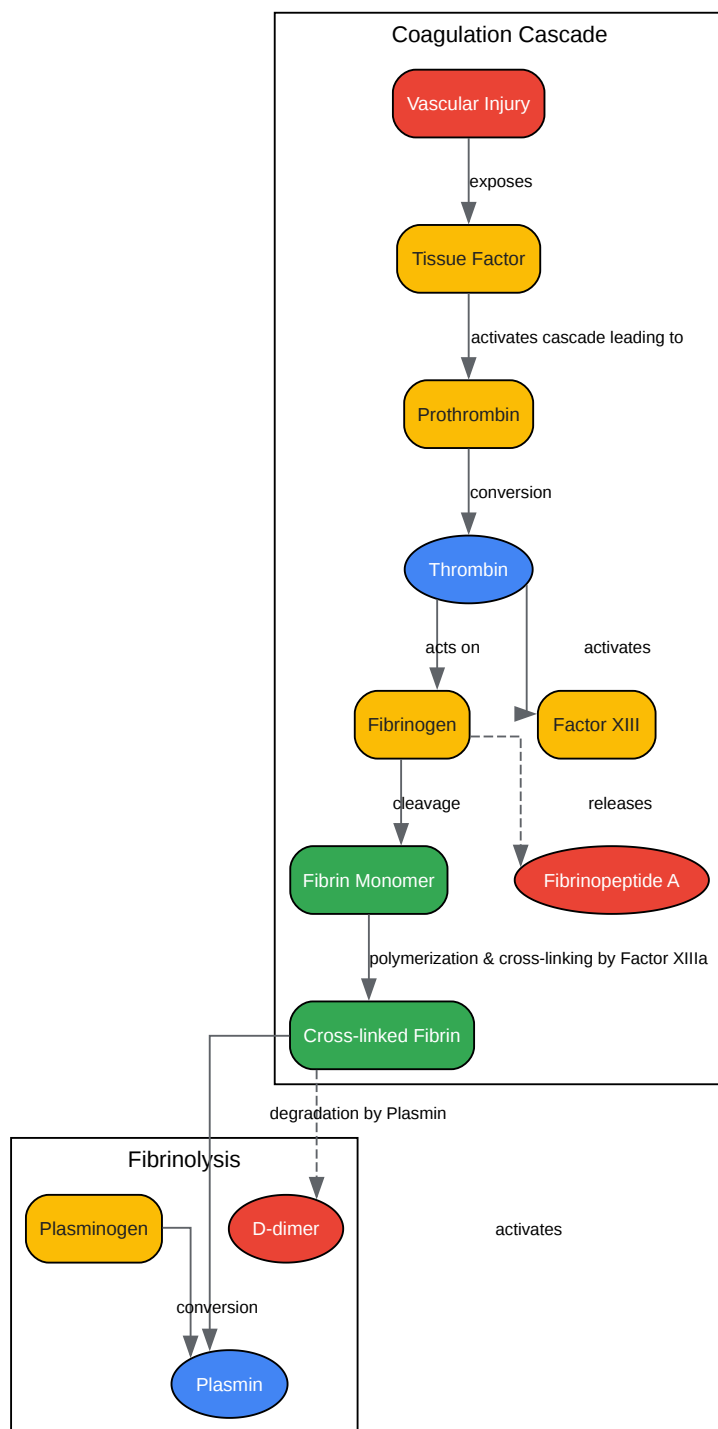 Coagulation Cascade
Vascular Injury
exposes
Tissue Factor
activates cascade leading to
Prothrombin
conversion
Thrombin
acts on
activates
Fibrinogen
Factor XIII
cleavage
releases
Fibrin Monomer
Fibrinopeptide A
polymerization & cross-linking by Factor XIIIa
Cross-linked Fibrin
degradation by Plasmin
Fibrinolysis
Plasminogen
D-dimer
activates
conversion
Plasmin